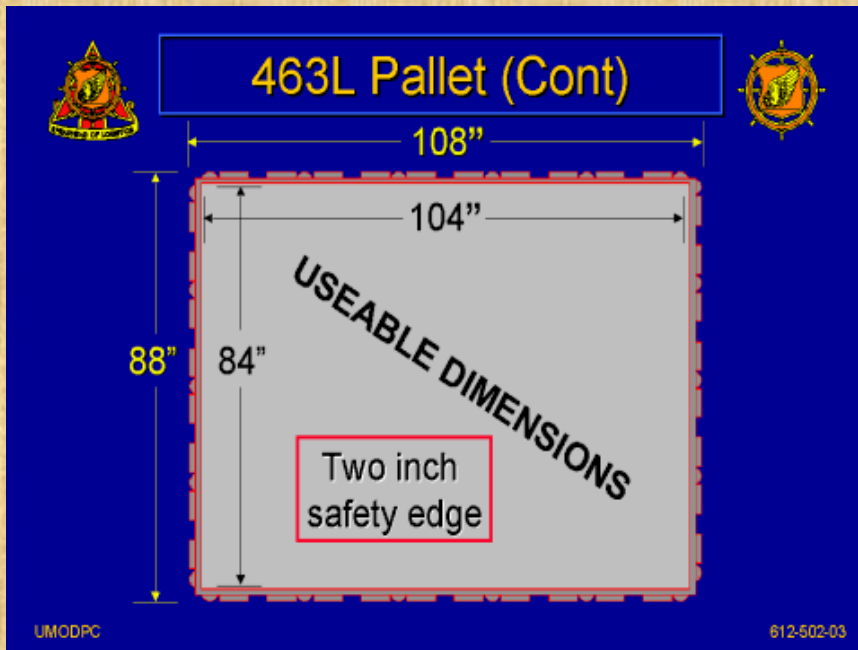 463L Pallet (Cont)
108”
104”
USEABLE DIMENSIONS
88”
84”
Two inch
safety edge
UMODPC
612-502-03